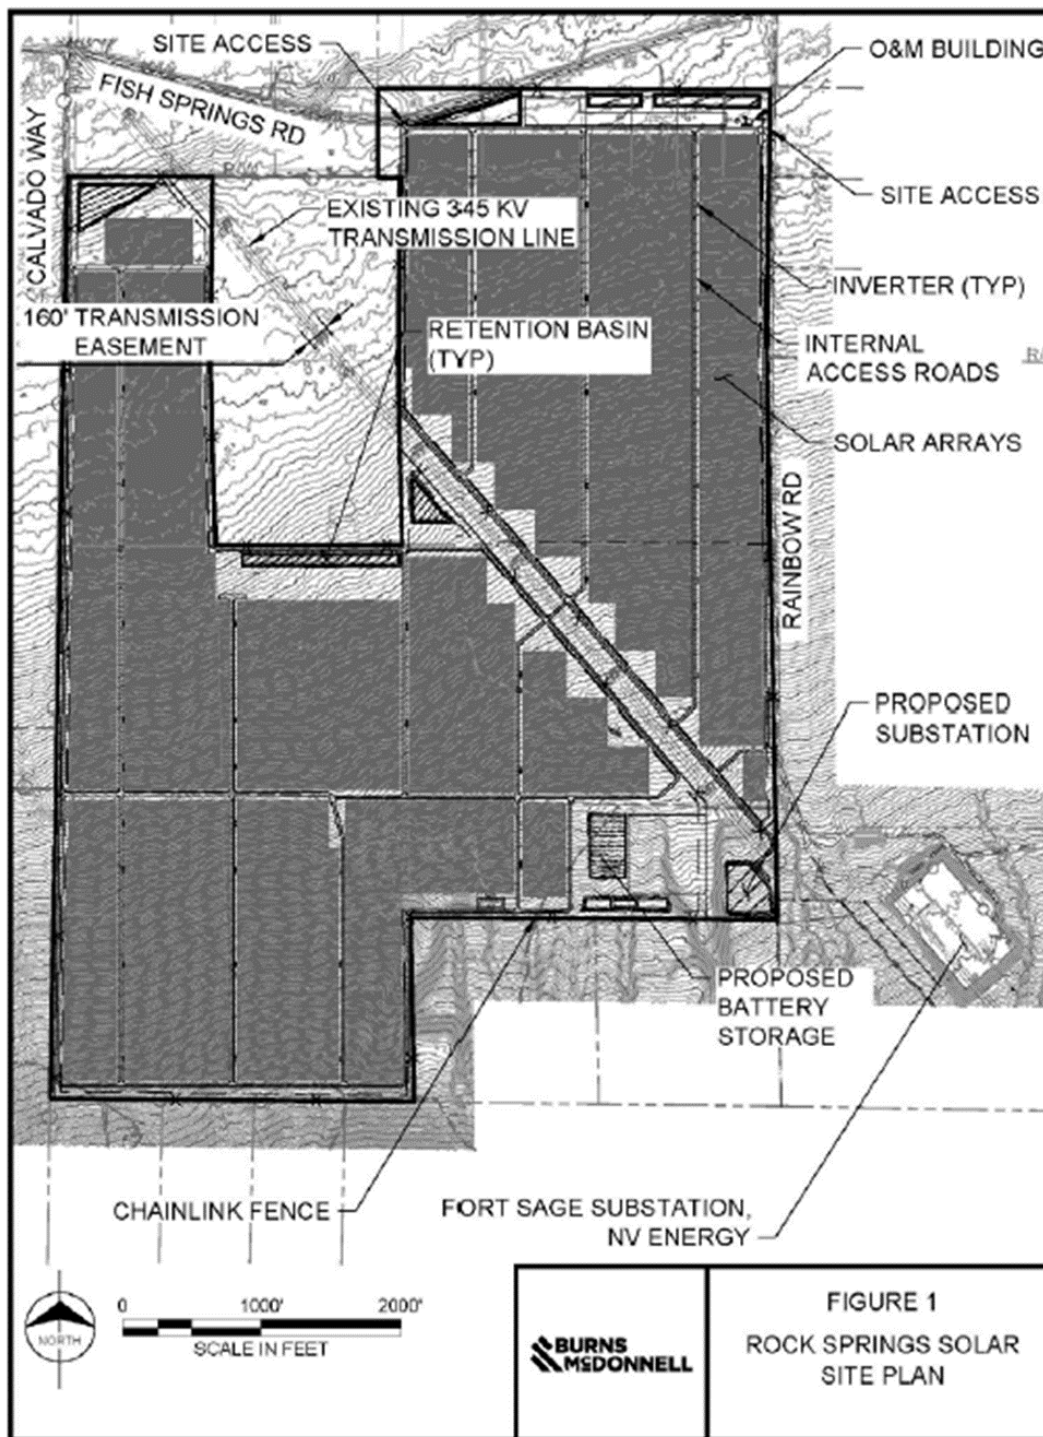 SITE ACCESS
O&M BUILDING
FISH SPRINGS RD
CALVADO WAY
SITE ACCESS
EXISTING 345 KV
TRANSMISSION LINE
INVERTER (TYP)
160' TRANSMISSION
EASEMENT
RETENTION BASIN
(TYP)
INTERNAL
ACCESS ROADS
SOLAR ARRAYS
RAINBOW RD
PROPOSED
SUBSTATION
PROPOSED
BATTERY
STORAGE
CHAINLINK FENCE
FORT SAGE SUBSTATION,
NV ENERGY
NORTH
0 1000' 2000'
SCALE IN FEET
BURNS
McDONNELL
FIGURE 1
ROCK SPRINGS SOLAR
SITE PLAN